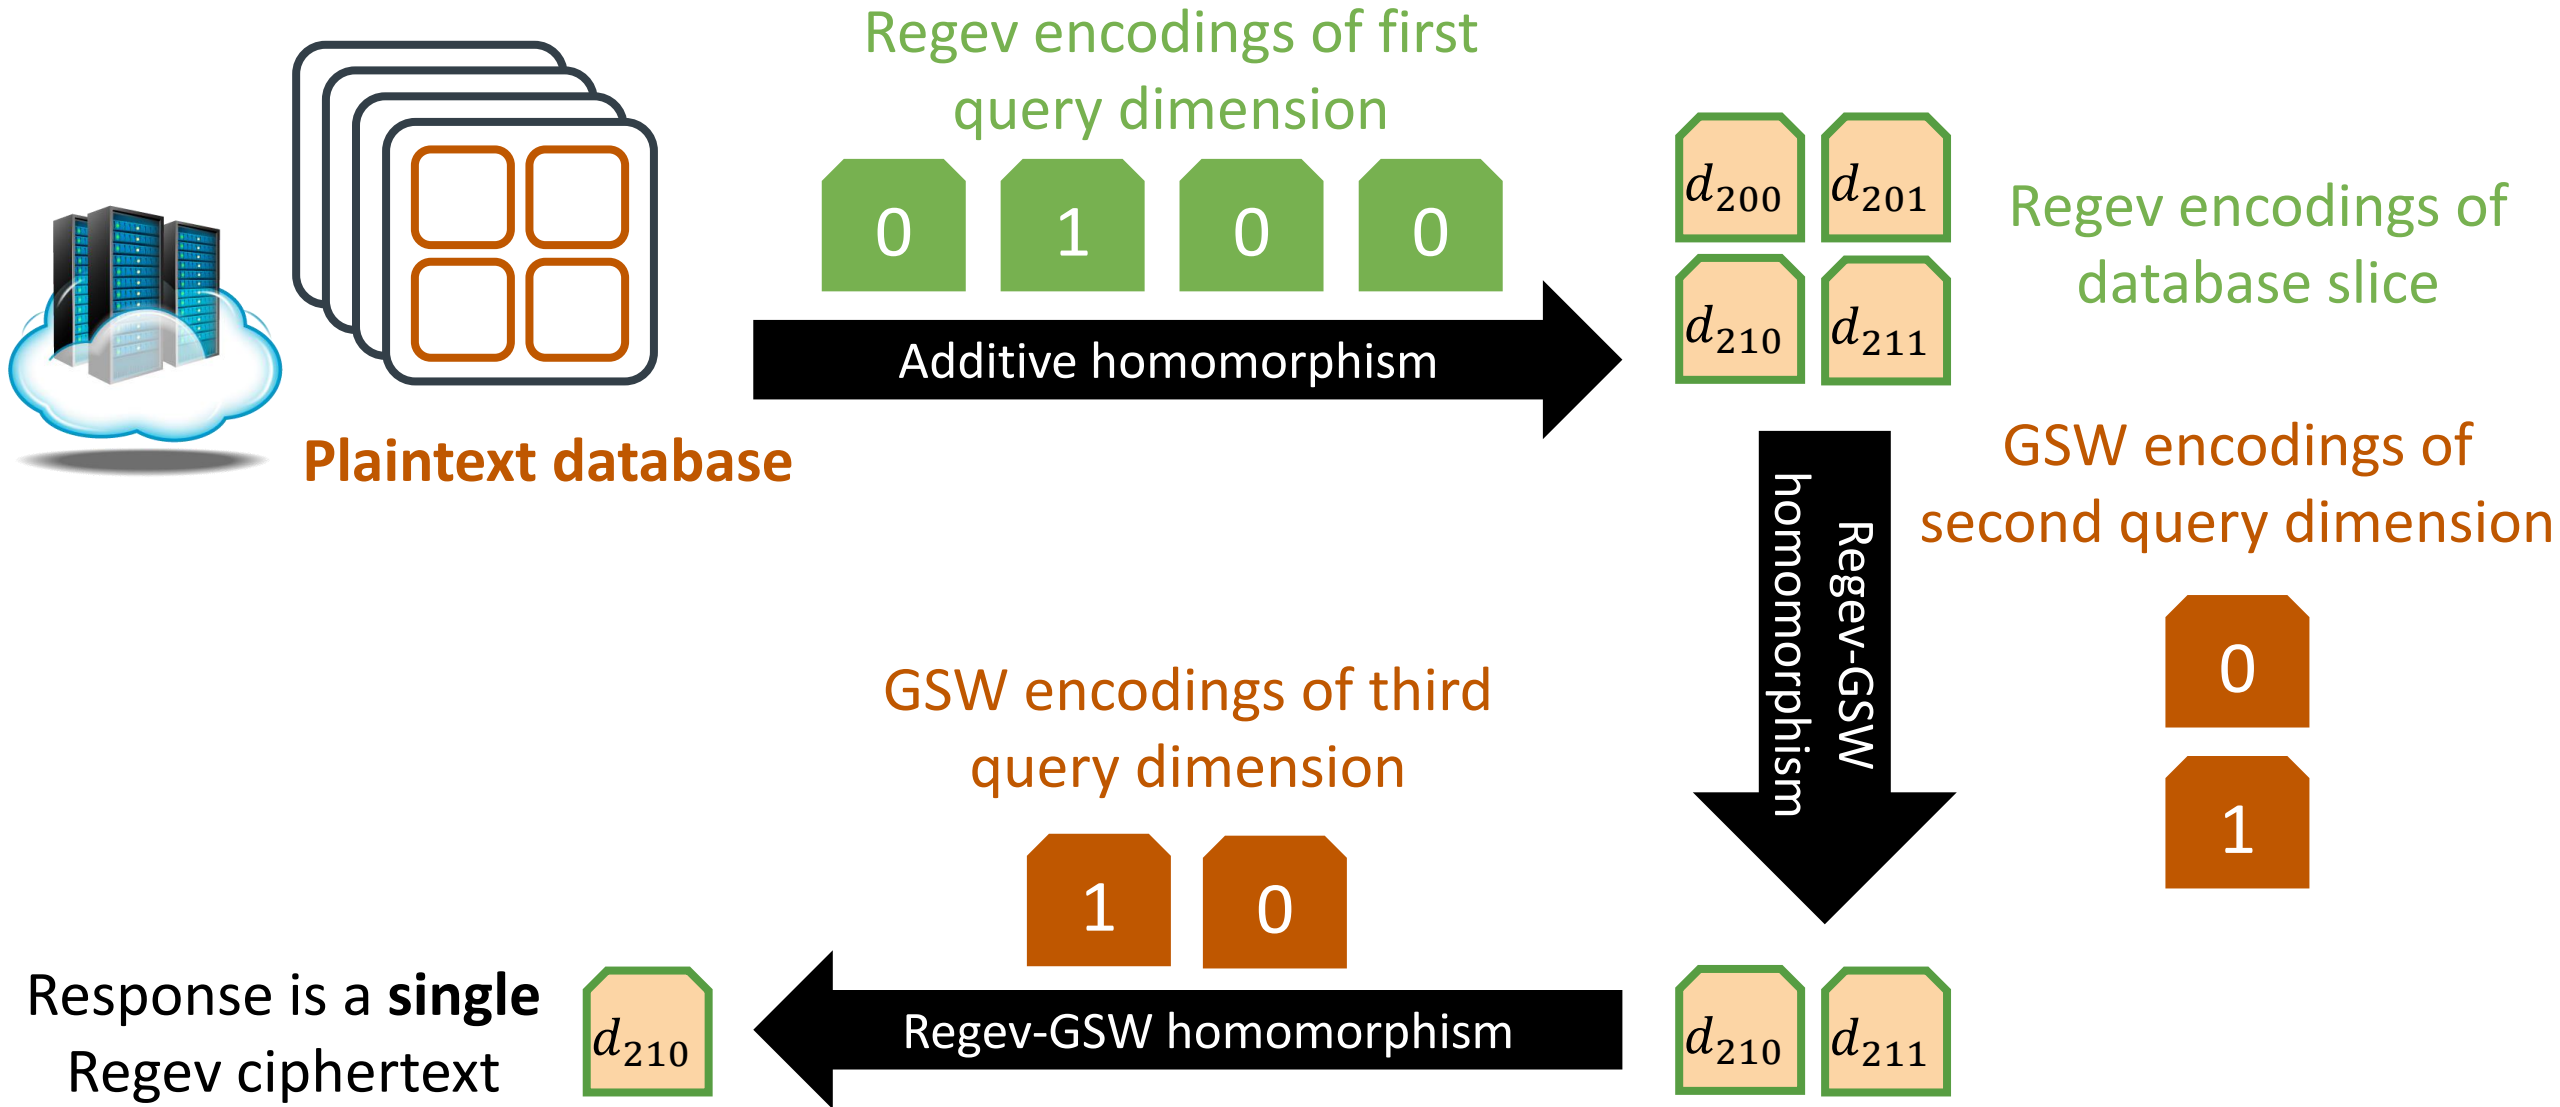 Regev encodings of first
query dimension
0 1 0 0
Additive homomorphism
Plaintext database
d₂₀₀ d₂₀₁
d₂₁₀ d₂₁₁
Regev encodings of
database slice
GSW encodings of
second query dimension
0
1
Regev-GSW
homomorphism
d₂₁₀ d₂₁₁
GSW encodings of third
query dimension
1 0
Regev-GSW homomorphism
d₂₁₀
Response is a single
Regev ciphertext